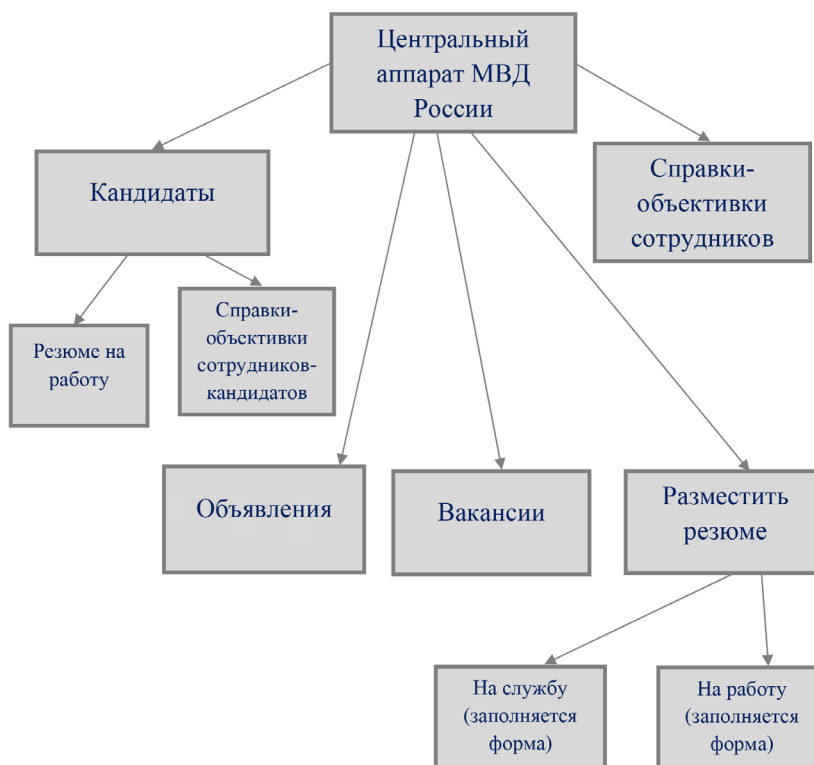 Центральный
аппарат МВД
России
Кандидаты
Справки-
объективки
сотрудников
Резюме на
работу
Справки-
объективки
сотрудников-
кандидатов
Объявления
Вакансии
Разместить
резюме
На службу
(заполняется
форма)
На работу
(заполняется
форма)